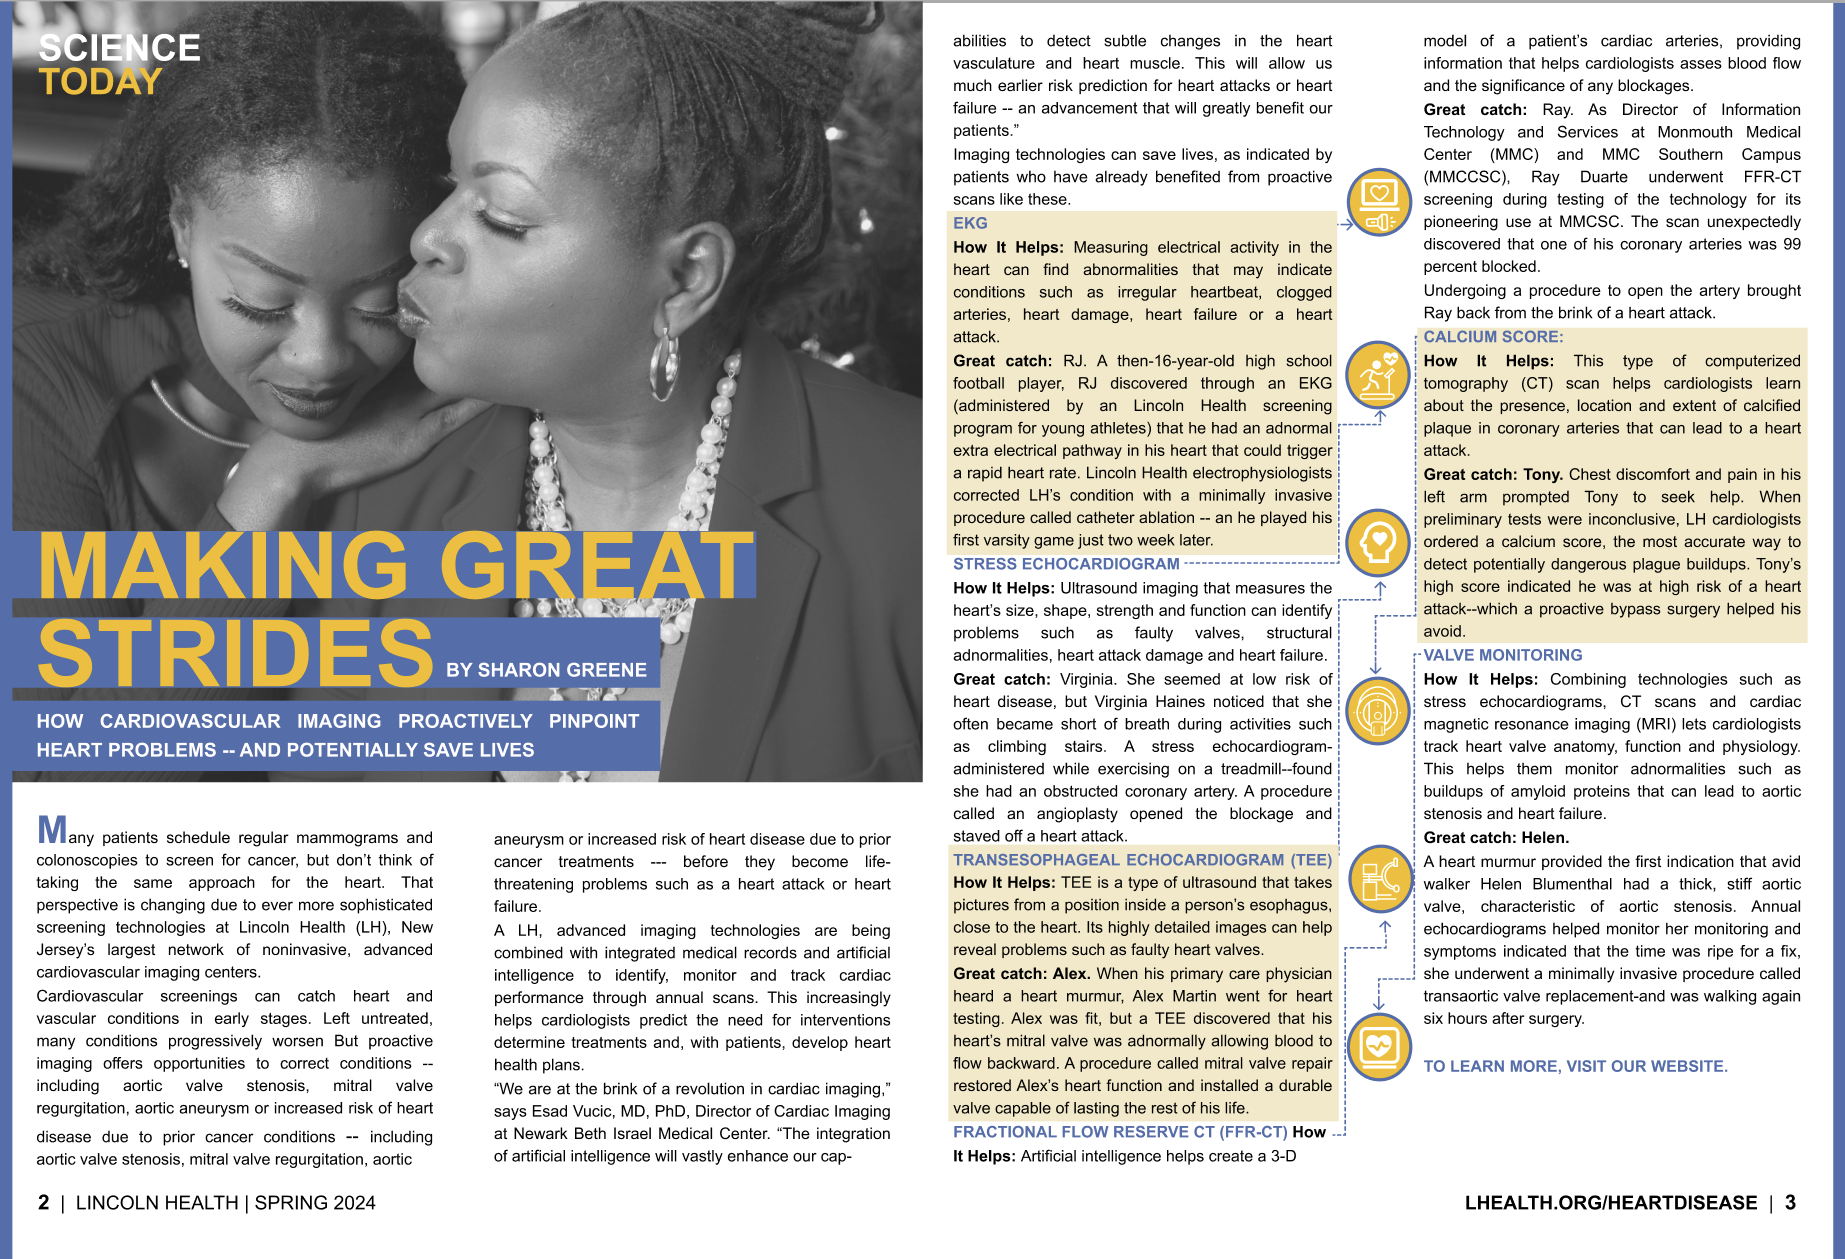 SCIENCE
TODAY
MAKING GREAT
STRIDES BY SHARON GREENE
HOW CARDIOVASCULAR IMAGING PROACTIVELY PINPOINT
HEART PROBLEMS -- AND POTENTIALLY SAVE LIVES
Many patients schedule regular mammograms and
colonoscopies to screen for cancer, but don’t think of
taking the same approach for the heart. That
perspective is changing due to ever more sophisticated
screening technologies at Lincoln Health (LH), New
Jersey’s largest network of noninvasive, advanced
cardiovascular imaging centers.
Cardiovascular screenings can catch heart and
vascular conditions in early stages. Left untreated,
many conditions progressively worsen But proactive
imaging offers opportunities to correct conditions --
including aortic valve stenosis, mitral valve
regurgitation, aortic aneurysm or increased risk of heart
disease due to prior cancer conditions -- including
aortic valve stenosis, mitral valve regurgitation, aortic
aneurysm or increased risk of heart disease due to prior
cancer treatments --- before they become life-
threatening problems such as a heart attack or heart
failure.
A LH, advanced imaging technologies are being
combined with integrated medical records and artificial
intelligence to identify, monitor and track cardiac
performance through annual scans. This increasingly
helps cardiologists predict the need for interventions
determine treatments and, with patients, develop heart
health plans.
“We are at the brink of a revolution in cardiac imaging,”
says Esad Vucic, MD, PhD, Director of Cardiac Imaging
at Newark Beth Israel Medical Center. “The integration
of artificial intelligence will vastly enhance our cap-
2 | LINCOLN HEALTH | SPRING 2024
abilities to detect subtle changes in the heart
vasculature and heart muscle. This will allow us
much earlier risk prediction for heart attacks or heart
failure -- an advancement that will greatly benefit our
patients.”
Imaging technologies can save lives, as indicated by
patients who have already benefited from proactive
scans like these.
EKG
How It Helps: Measuring electrical activity in the
heart can find abnormalities that may indicate
conditions such as irregular heartbeat, clogged
arteries, heart damage, heart failure or a heart
attack.
Great catch: RJ. A then-16-year-old high school
football player, RJ discovered through an EKG
(administered by an Lincoln Health screening
program for young athletes) that he had an adnormal
extra electrical pathway in his heart that could trigger
a rapid heart rate. Lincoln Health electrophysiologists
corrected LH’s condition with a minimally invasive
procedure called catheter ablation -- an he played his
first varsity game just two week later.
STRESS ECHOCARDIOGRAM
How It Helps: Ultrasound imaging that measures the
heart’s size, shape, strength and function can identify
problems such as faulty valves, structural
adnormalities, heart attack damage and heart failure.
Great catch: Virginia. She seemed at low risk of
heart disease, but Virginia Haines noticed that she
often became short of breath during activities such
as climbing stairs. A stress echocardiogram-
administered while exercising on a treadmill--found
she had an obstructed coronary artery. A procedure
called an angioplasty opened the blockage and
staved off a heart attack.
TRANSESOPHAGEAL ECHOCARDIOGRAM (TEE)
How It Helps: TEE is a type of ultrasound that takes
pictures from a position inside a person’s esophagus,
close to the heart. Its highly detailed images can help
reveal problems such as faulty heart valves.
Great catch: Alex. When his primary care physician
heard a heart murmur, Alex Martin went for heart
testing. Alex was fit, but a TEE discovered that his
heart’s mitral valve was adnormally allowing blood to
flow backward. A procedure called mitral valve repair
restored Alex’s heart function and installed a durable
valve capable of lasting the rest of his life.
FRACTIONAL FLOW RESERVE CT (FFR-CT) How
It Helps: Artificial intelligence helps create a 3-D
model of a patient’s cardiac arteries, providing
information that helps cardiologists asses blood flow
and the significance of any blockages.
Great catch: Ray. As Director of Information
Technology and Services at Monmouth Medical
Center (MMC) and MMC Southern Campus
(MMCCSC), Ray Duarte underwent FFR-CT
screening during testing of the technology for its
pioneering use at MMCSC. The scan unexpectedly
discovered that one of his coronary arteries was 99
percent blocked.
Undergoing a procedure to open the artery brought
Ray back from the brink of a heart attack.
CALCIUM SCORE:
How It Helps: This type of computerized
tomography (CT) scan helps cardiologists learn
about the presence, location and extent of calcified
plaque in coronary arteries that can lead to a heart
attack.
Great catch: Tony. Chest discomfort and pain in his
left arm prompted Tony to seek help. When
preliminary tests were inconclusive, LH cardiologists
ordered a calcium score, the most accurate way to
detect potentially dangerous plague buildups. Tony’s
high score indicated he was at high risk of a heart
attack--which a proactive bypass surgery helped his
avoid.
VALVE MONITORING
How It Helps: Combining technologies such as
stress echocardiograms, CT scans and cardiac
magnetic resonance imaging (MRI) lets cardiologists
track heart valve anatomy, function and physiology.
This helps them monitor adnormalities such as
buildups of amyloid proteins that can lead to aortic
stenosis and heart failure.
Great catch: Helen.
A heart murmur provided the first indication that avid
walker Helen Blumenthal had a thick, stiff aortic
valve, characteristic of aortic stenosis. Annual
echocardiograms helped monitor her monitoring and
symptoms indicated that the time was ripe for a fix,
she underwent a minimally invasive procedure called
transaortic valve replacement-and was walking again
six hours after surgery.
TO LEARN MORE, VISIT OUR WEBSITE.
LHEALTH.ORG/HEARTDISEASE | 3